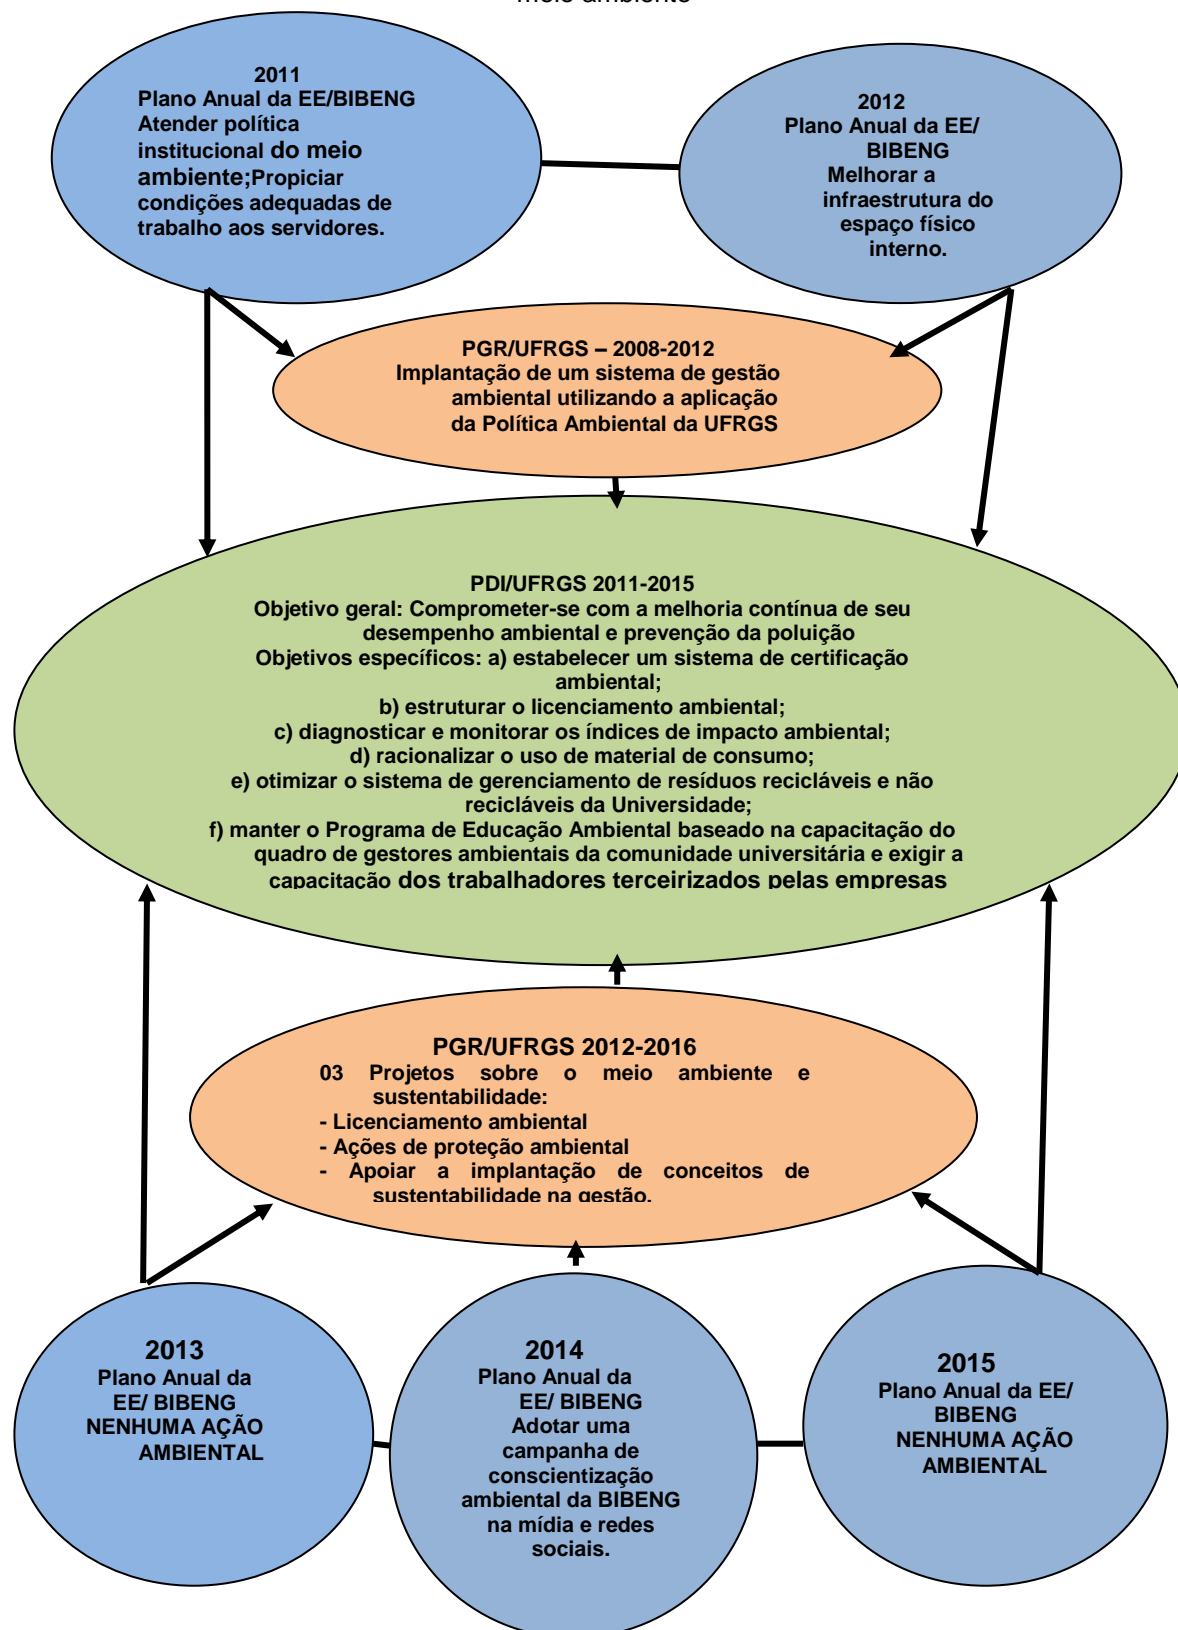 meio ambiente
2011
Plano Anual da EE/BIBENG
Atender política
institucional do meio
ambiente;Propiciar
condições adequadas de
trabalho aos servidores.
2012
Plano Anual da EE/
BIBENG
Melhorar a
infraestrutura do
espaço físico
interno.
PGR/UFRGS – 2008-2012
Implantação de um sistema de gestão
ambiental utilizando a aplicação
da Política Ambiental da UFRGS
PDI/UFRGS 2011-2015
Objetivo geral: Comprometer-se com a melhoria contínua de seu
desempenho ambiental e prevenção da poluição
Objetivos específicos: a) estabelecer um sistema de certificação
ambiental;
b) estruturar o licenciamento ambiental;
c) diagnosticar e monitorar os índices de impacto ambiental;
d) racionalizar o uso de material de consumo;
e) otimizar o sistema de gerenciamento de resíduos recicláveis e não
recicláveis da Universidade;
f) manter o Programa de Educação Ambiental baseado na capacitação do
quadro de gestores ambientais da comunidade universitária e exigir a
capacitação dos trabalhadores terceirizados pelas empresas
PGR/UFRGS 2012-2016
03 Projetos sobre o meio ambiente e
sustentabilidade:
- Licenciamento ambiental
- Ações de proteção ambiental
- Apoiar a implantação de conceitos de
sustentabilidade na gestão.
2013
Plano Anual da
EE/ BIBENG
NENHUMA AÇÃO
AMBIENTAL
2014
Plano Anual da
EE/ BIBENG
Adotar uma
campanha de
conscientização
ambiental da BIBENG
na mídia e redes
sociais.
2015
Plano Anual da EE/
BIBENG
NENHUMA AÇÃO
AMBIENTAL